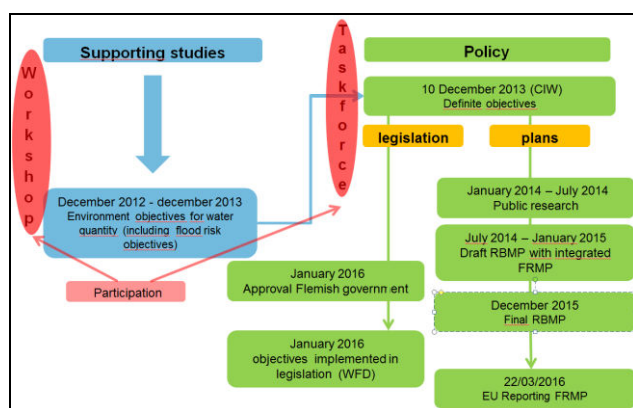 Supporting studies
Workshop
December 2012 - december 2013
Environment objectives for water
quantity (including flood risk
objectives)
Participation
Taskforce
Policy
10 December 2013 (CIW)
Definite objectives
legislation
plans
January 2014 – July 2014
Public research
July 2014 – January 2015
Draft RBMP with integrated
FRMP
January 2016
Approval Flemish government
December 2015
Final RBMP
January 2016
objectives implemented in
legislation (WFD)
22/03/2016
EU Reporting FRMP